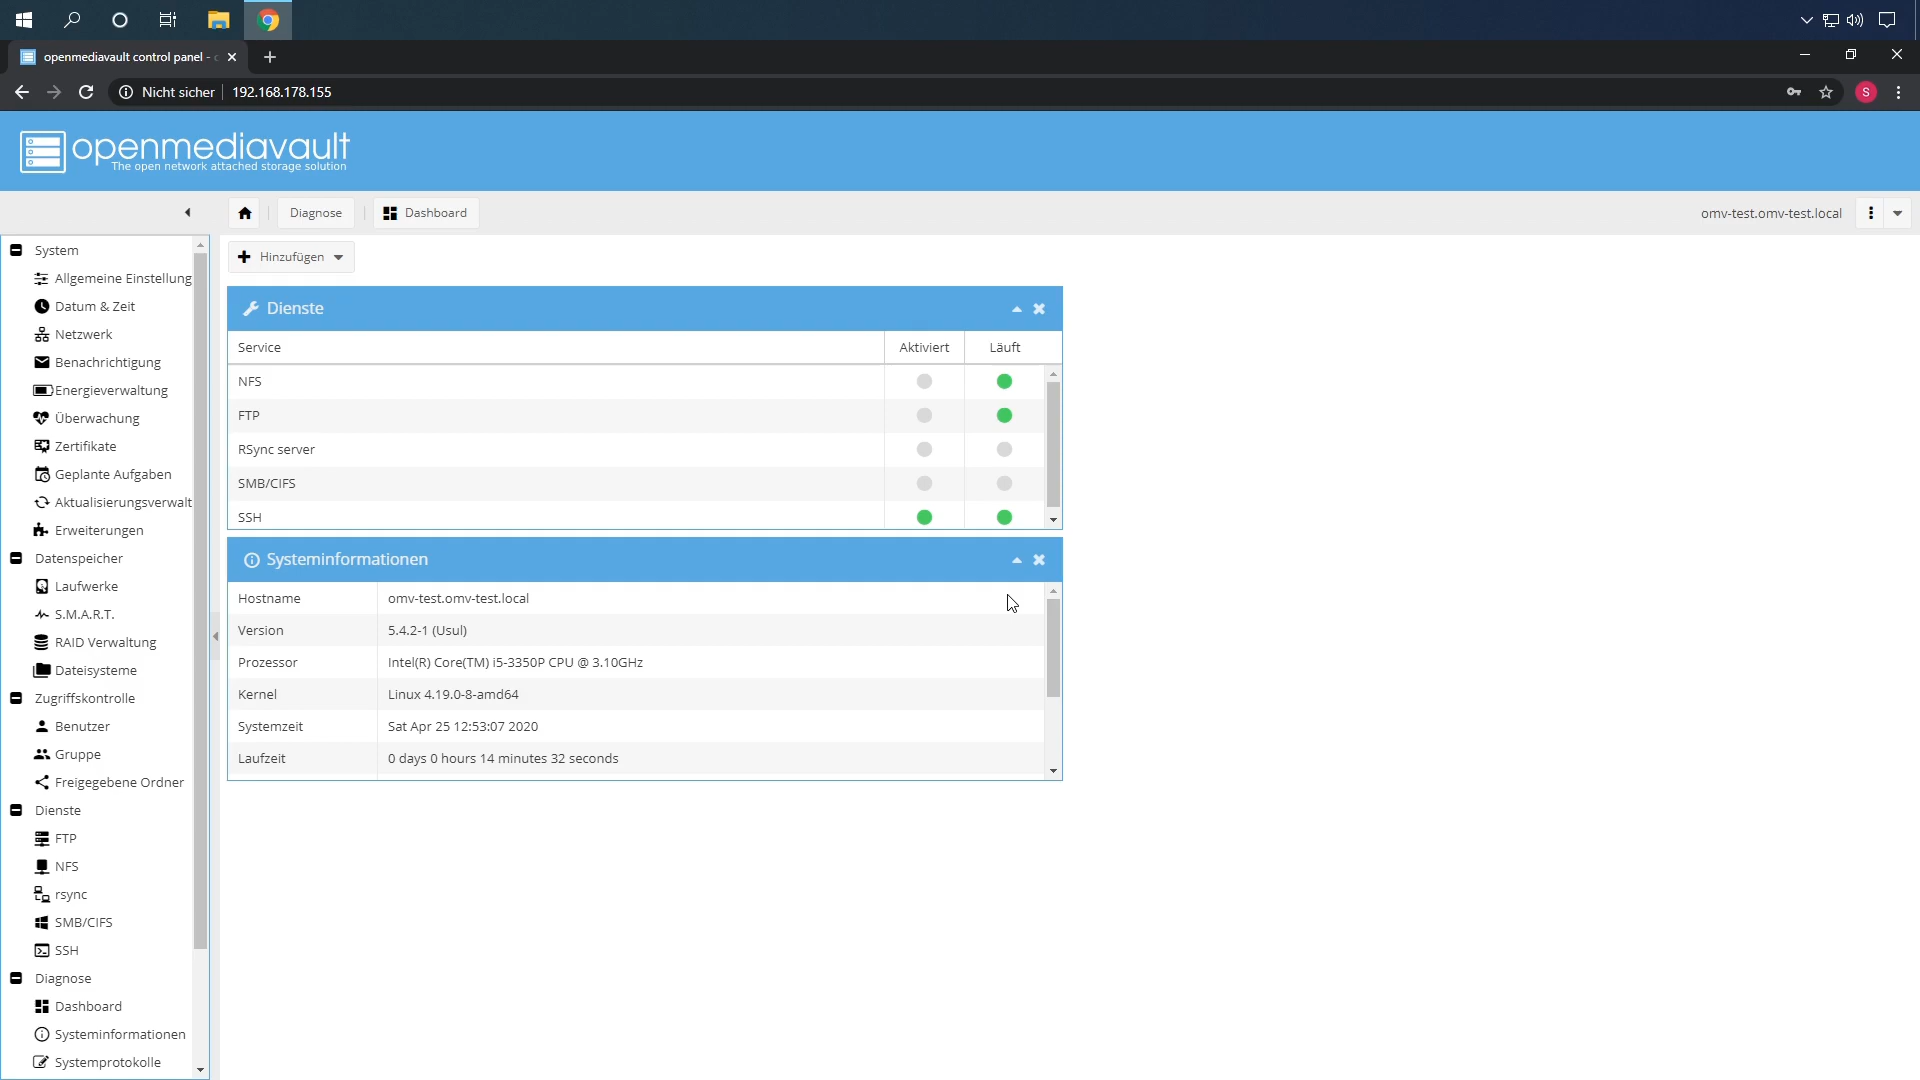 openmediavault control panel - 
Nicht sicher
192.168.178.155
S
openmediavault
The open network attached storage solution
Diagnose
Dashboard
omv-test.omv-test.local
Hinzufügen
System
Allgemeine Einstellung
Datum & Zeit
Netzwerk
Benachrichtigung
Energieverwaltung
Überwachung
Zertifikate
Geplante Aufgaben
Aktualisierungsverwalt
Erweiterungen
Datenspeicher
Laufwerke
S.M.A.R.T.
RAID Verwaltung
Dateisysteme
Zugriffskontrolle
Benutzer
Gruppe
Freigegebene Ordner
Dienste
FTP
NFS
rsync
SMB/CIFS
SSH
Diagnose
Dashboard
Systeminformationen
Systemprotokolle
Dienste
Service Aktiviert Läuft
NFS
FTP
RSync server
SMB/CIFS
SSH
Systeminformationen
Hostname omv-test.omv-test.local
Version 5.4.2-1 (Usul)
Prozessor Intel(R) Core(TM) i5-3350P CPU @ 3.10GHz
Kernel Linux 4.19.0-8-amd64
Systemzeit Sat Apr 25 12:53:07 2020
Laufzeit 0 days 0 hours 14 minutes 32 seconds